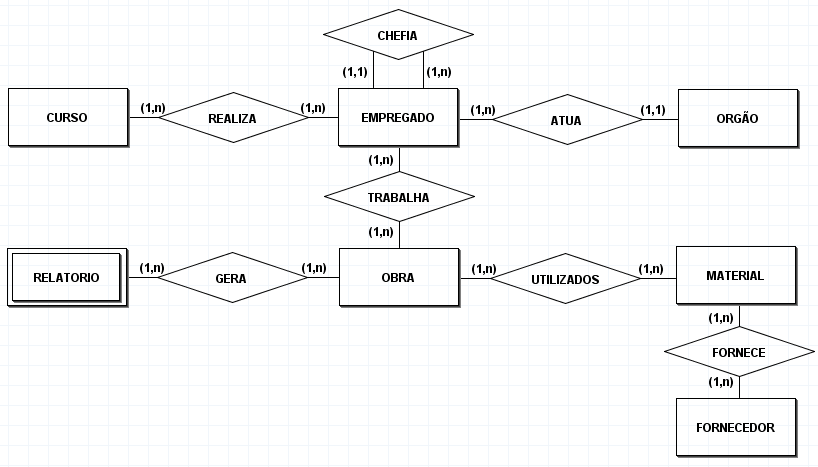 CHEFIA
(1,1)
(1,n)
CURSO
(1,n)
REALIZA
(1,n)
EMPREGADO
(1,n)
ATUA
(1,1)
ORGÃO
(1,n)
TRABALHA
(1,n)
RELATORIO
(1,n)
GERA
(1,n)
OBRA
(1,n)
UTILIZADOS
(1,n)
MATERIAL
(1,n)
FORNECE
(1,n)
FORNECEDOR